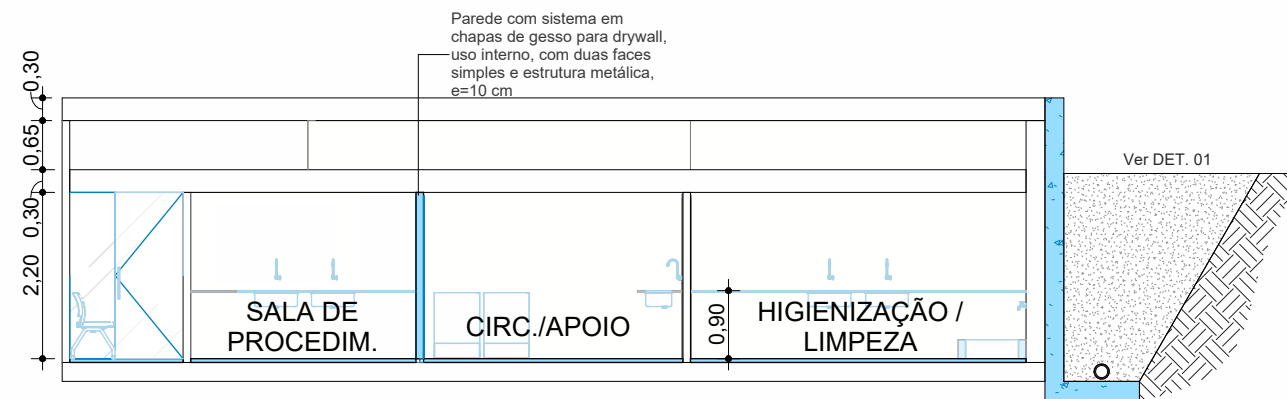 Parede com sistema em
chapas de gesso para drywall,
uso interno, com duas faces
simples e estrutura metálica,
e=10 cm
0,30
0,65
0,30
2,20
Ver DET. 01
SALA DE
PROCEDIM.
CIRC./APOIO
0,90
HIGIENIZAÇÃO /
LIMPEZA